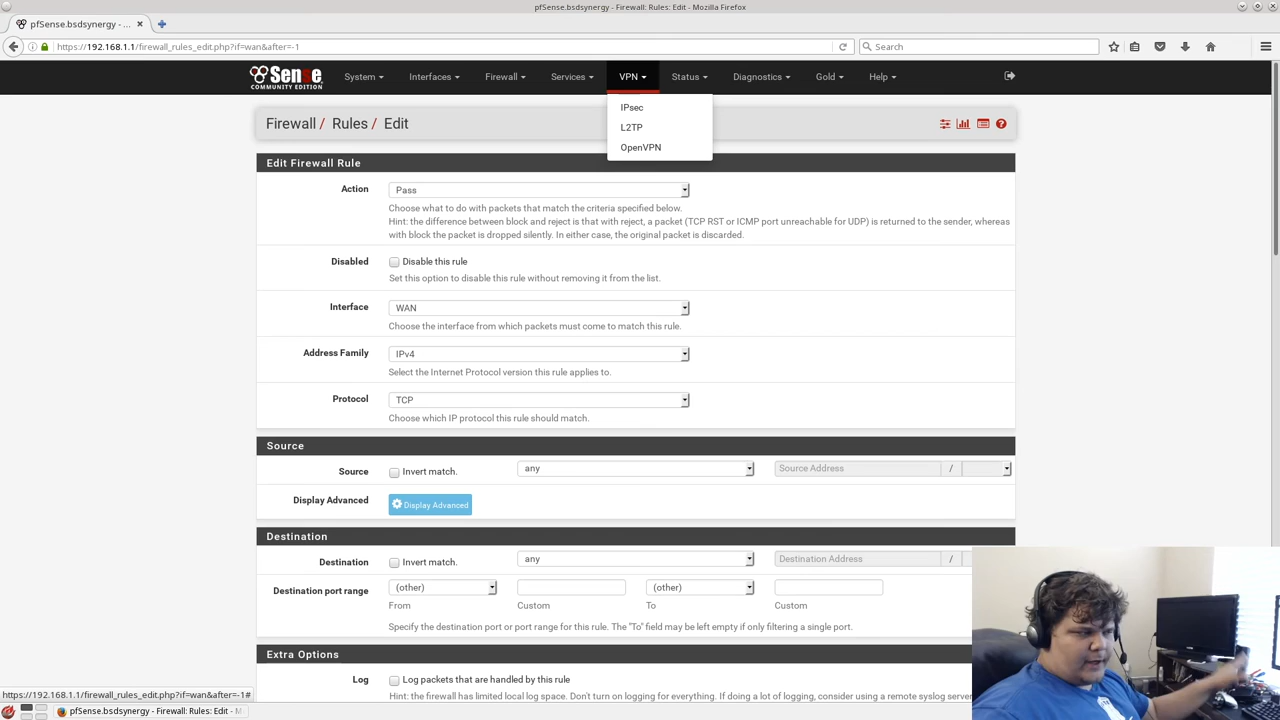 pfSense.bsdsynergy - Firewall: Rules: Edit - Mozilla Firefox
pfSense.bsdsynergy - ...
https://192.168.1.1/firewall_rules_edit.php?if=wan&after=-1
Search
Sense
COMMUNITY EDITION
System
Interfaces
Firewall
Services
VPN
Status
Diagnostics
Gold
Help
IPsec
L2TP
OpenVPN
Firewall / Rules / Edit
Edit Firewall Rule
Action
Pass
Choose what to do with packets that match the criteria specified below.
Hint: the difference between block and reject is that with reject, a packet (TCP RST or ICMP port unreachable for UDP) is returned to the sender, whereas
with block the packet is dropped silently. In either case, the original packet is discarded.
Disabled
Disable this rule
Set this option to disable this rule without removing it from the list.
Interface
WAN
Choose the interface from which packets must come to match this rule.
Address Family
IPv4
Select the Internet Protocol version this rule applies to.
Protocol
TCP
Choose which IP protocol this rule should match.
Source
Source
Invert match.
any
Source Address
/
Display Advanced
Display Advanced
Destination
Destination
Invert match.
any
Destination Address
/
Destination port range
(other)
(other)
From
Custom
To
Custom
Specify the destination port or port range for this rule. The "To" field may be left empty if only filtering a single port.
Extra Options
Log
Log packets that are handled by this rule
Hint: the firewall has limited local log space. Don't turn on logging for everything. If doing a lot of logging, consider using a remote syslog server
https://192.168.1.1/firewall_rules_edit.php?if=wan&after=-1#
pfSense.bsdsynergy - Firewall: Rules: Edit - M